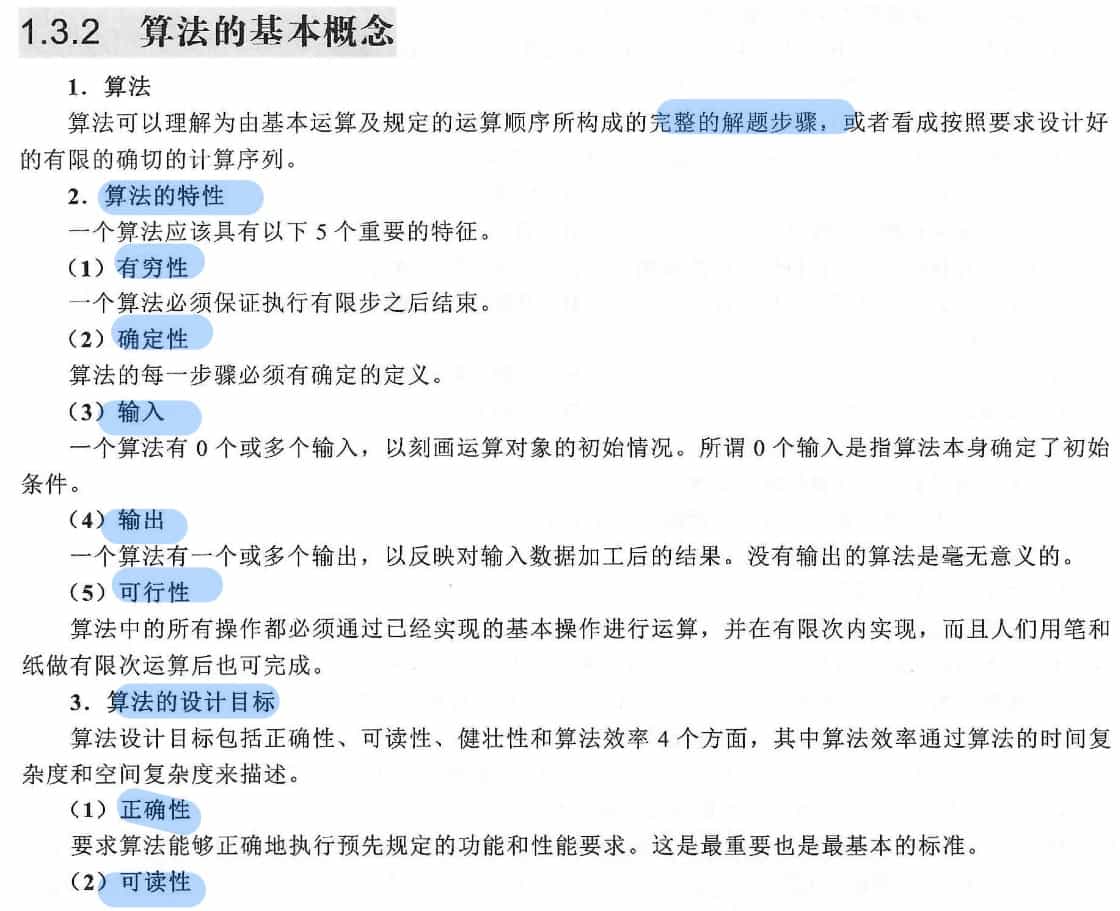 1.3.2 算法的基本概念
1．算法
算法可以理解为由基本运算及规定的运算顺序所构成的完整的解题步骤，或者看成按照要求设计好
的有限的确切的计算序列。
2．算法的特性
一个算法应该具有以下 5 个重要的特征。
（1）有穷性
一个算法必须保证执行有限步之后结束。
（2）确定性
算法的每一步骤必须有确定的定义。
（3）输入
一个算法有 0 个或多个输入，以刻画运算对象的初始情况。所谓 0 个输入是指算法本身确定了初始
条件。
（4）输出
一个算法有一个或多个输出，以反映对输入数据加工后的结果。没有输出的算法是毫无意义的。
（5）可行性
算法中的所有操作都必须通过已经实现的基本操作进行运算，并在有限次内实现，而且人们用笔和
纸做有限次运算后也可完成。
3．算法的设计目标
算法设计目标包括正确性、可读性、健壮性和算法效率 4 个方面，其中算法效率通过算法的时间复
杂度和空间复杂度来描述。
（1）正确性
要求算法能够正确地执行预先规定的功能和性能要求。这是最重要也是最基本的标准。
（2）可读性